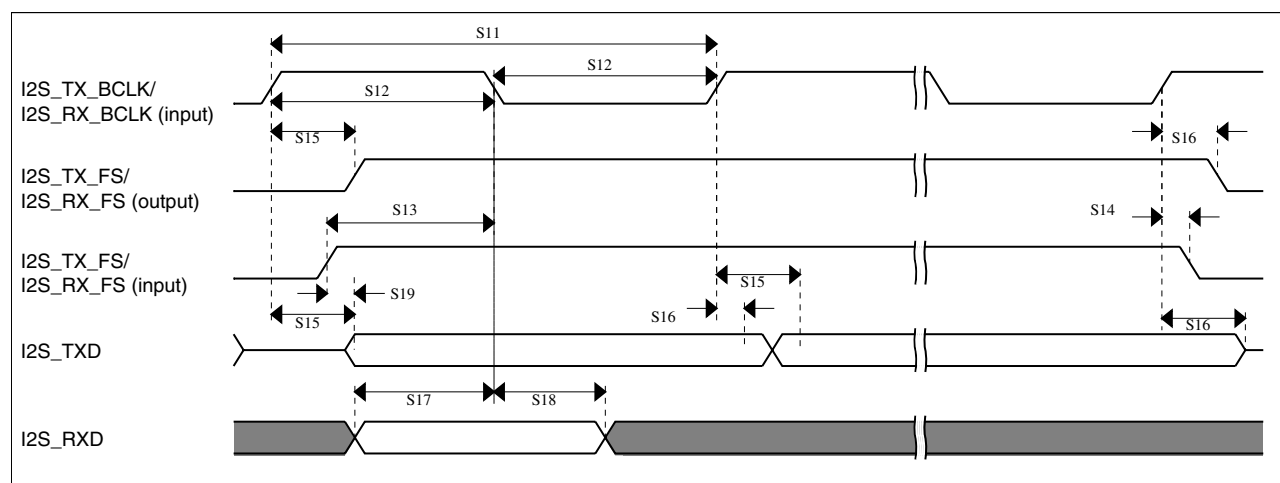 S11
I2S_TX_BCLK/
I2S_RX_BCLK (input)
S12
S12
S15
S16
I2S_TX_FS/
I2S_RX_FS (output)
S13
S14
I2S_TX_FS/
I2S_RX_FS (input)
S15
S19
S16
S15
S16
I2S_TXD
S17
S18
I2S_RXD